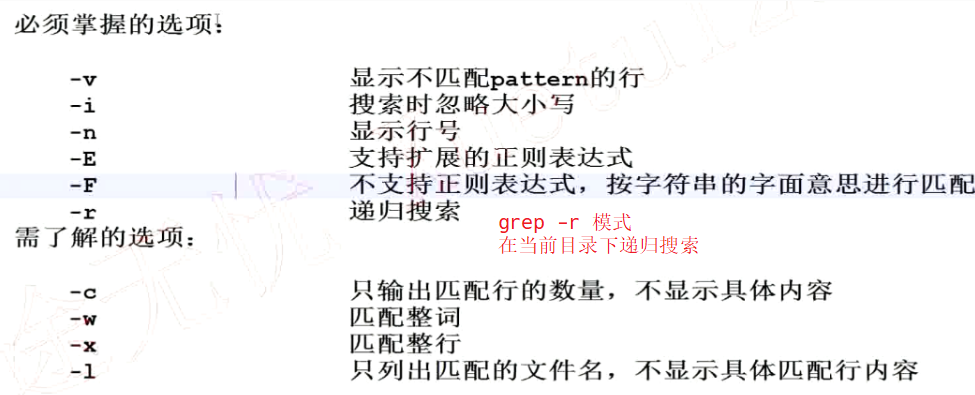 必须掌握的选项：
-v 显示不匹配pattern的行
-i 搜索时忽略大小写
-n 显示行号
-E 支持扩展的正则表达式
-F 不支持正则表达式，按字符串的字面意思进行匹配
-r 递归搜索
grep -r 模式
在当前目录下递归搜索
需了解的选项：
-c 只输出匹配行的数量，不显示具体内容
-w 匹配整词
-x 匹配整行
-l 只列出匹配的文件名，不显示具体匹配行内容